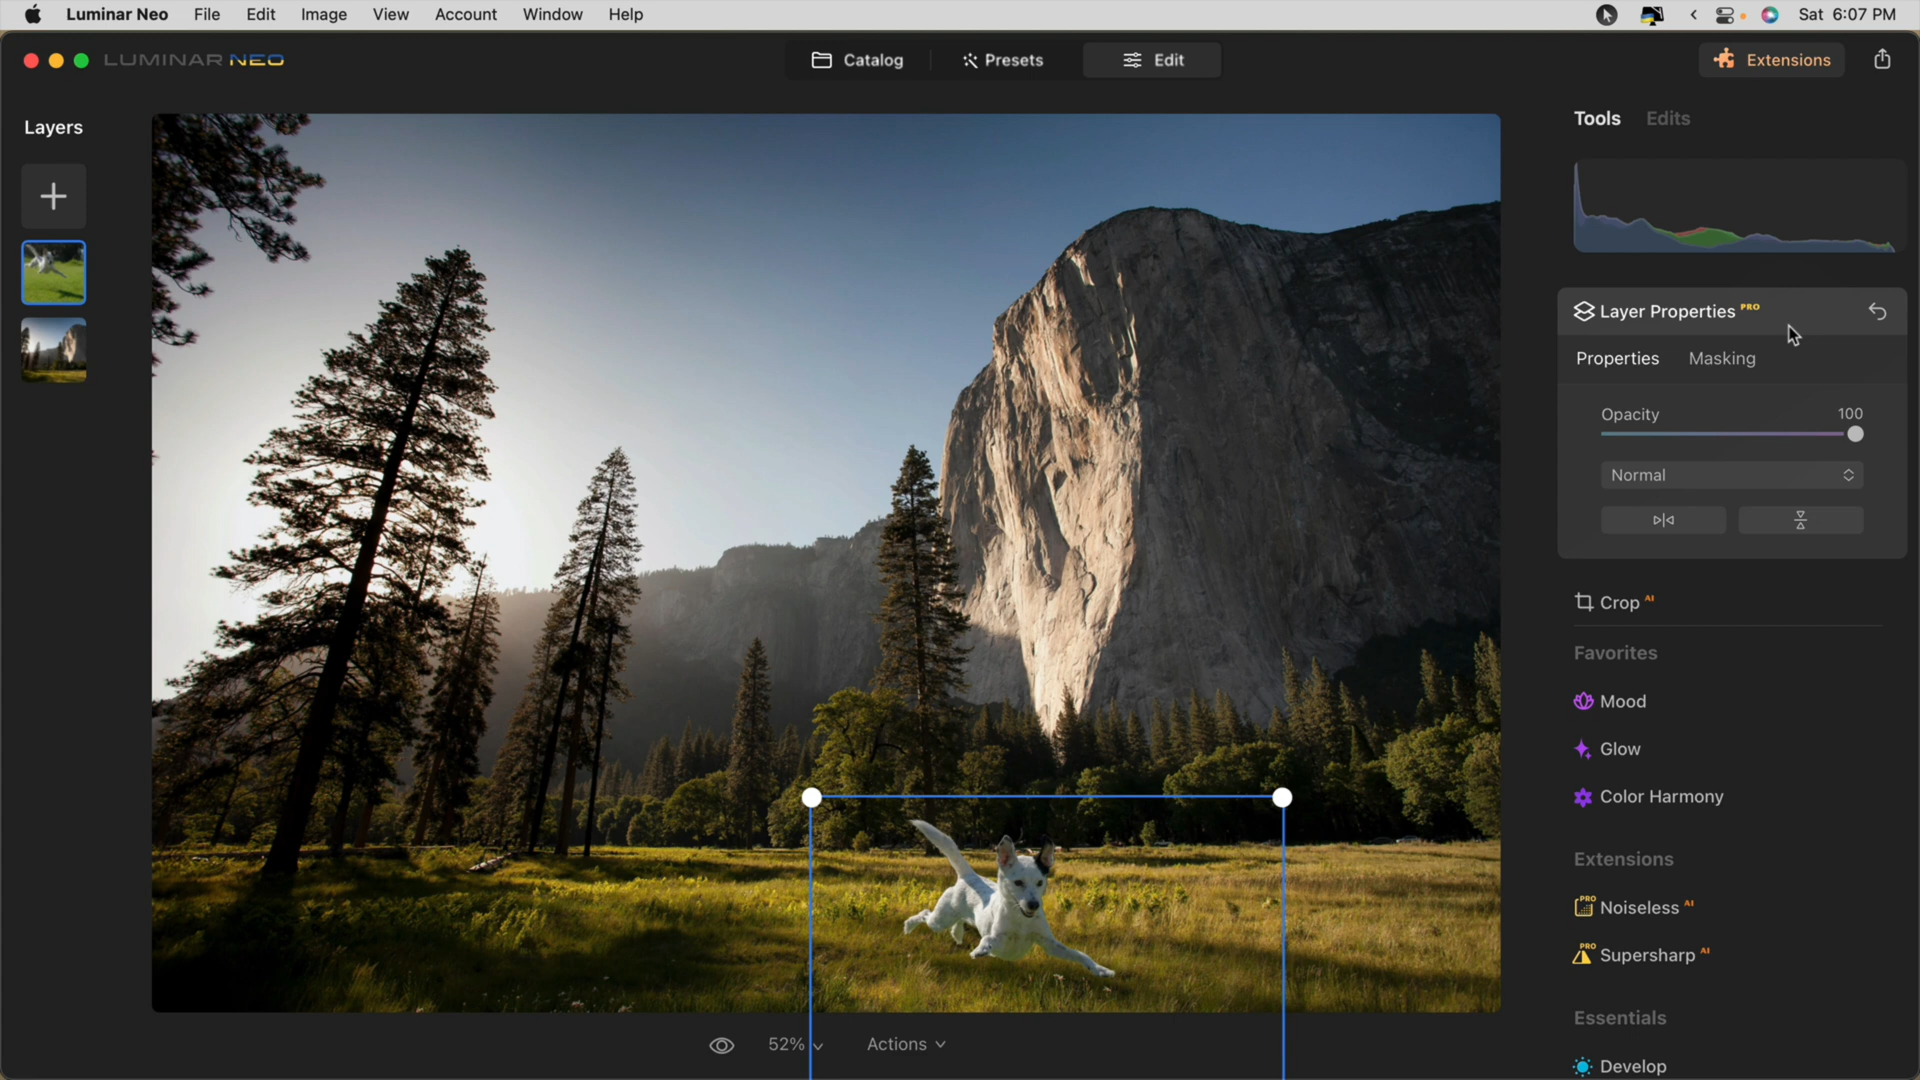 Luminar Neo File Edit Image View Account Window Help Sat 6:07 PM
LUMINAR NEO Catalog Presets Edit Extensions
Layers
Tools Edits
Layer Properties PRO
Properties Masking
Opacity 100
Normal
Crop AI
Favorites
Mood
Glow
Color Harmony
Extensions
PRO Noiseless AI
PRO Supersharp AI
Essentials
Develop
52% Actions